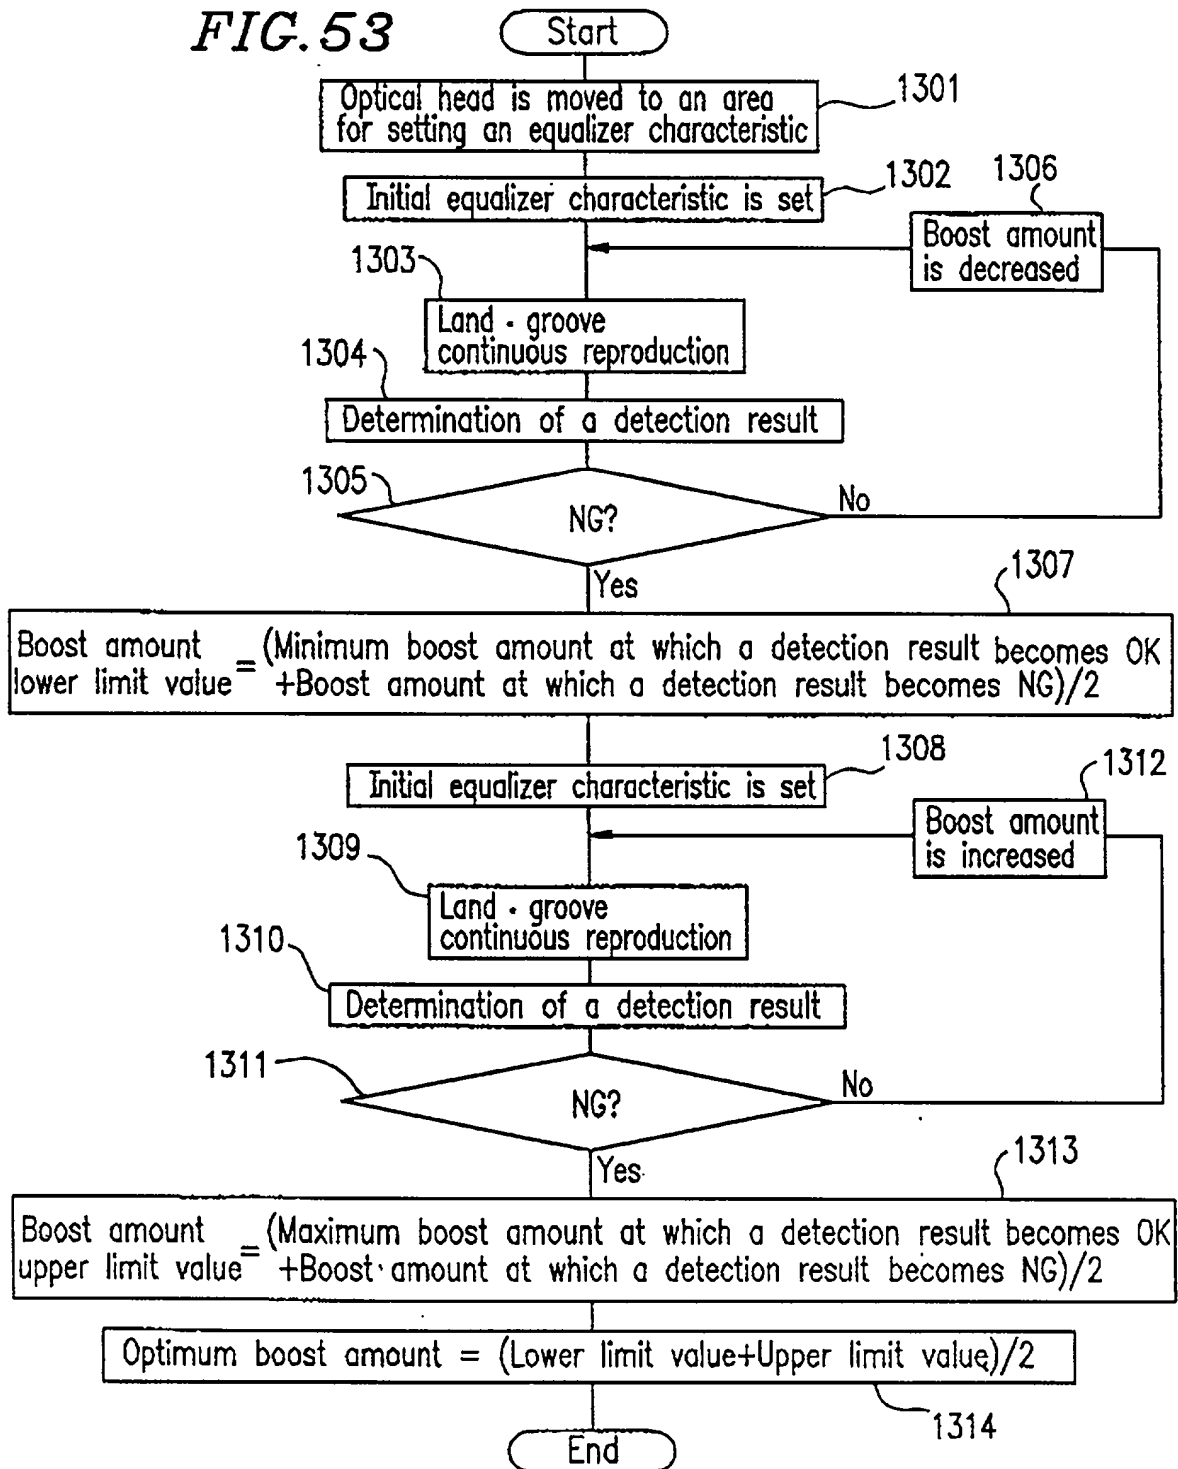 FIG.53
Start
1301
Optical head is moved to an area
for setting an equalizer characteristic
1302
Initial equalizer characteristic is set
1306
Boost amount
is decreased
1303
Land · groove
continuous reproduction
1304
Determination of a detection result
1305
NG?
No
Yes
1307
Boost amount
lower limit value
=
(Minimum boost amount at which a detection result becomes OK
+Boost amount at which a detection result becomes NG)/2
1308
Initial equalizer characteristic is set
1312
Boost amount
is increased
1309
Land · groove
continuous reproduction
1310
Determination of a detection result
1311
NG?
No
Yes
1313
Boost amount
upper limit value
=
(Maximum boost amount at which a detection result becomes OK
+Boost amount at which a detection result becomes NG)/2
Optimum boost amount = (Lower limit value+Upper limit value)/2
1314
End